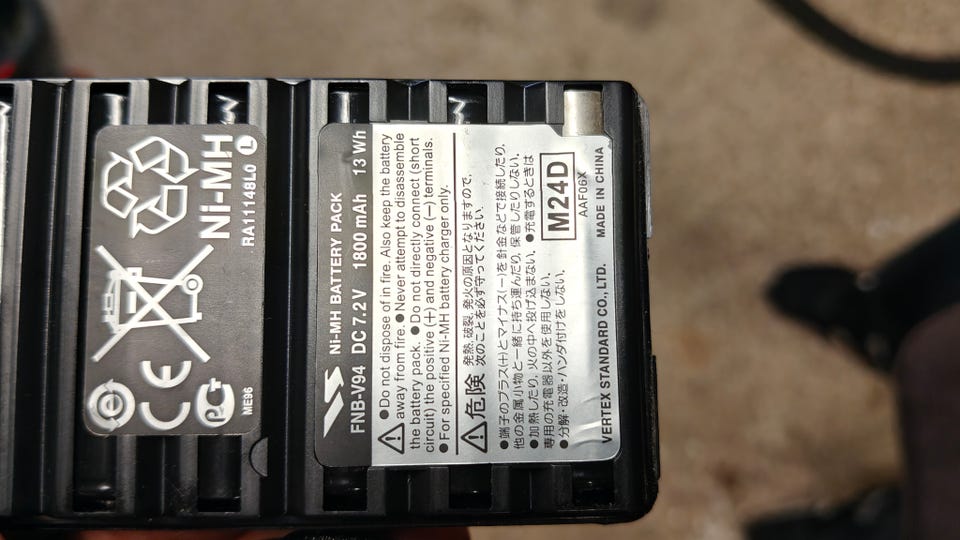 Ni-MH
RA11148L0 L
ME96
Ni-MH BATTERY PACK
FNB-V94 DC 7.2 V 1800 mAh 13 Wh
●Do not dispose of in fire. Also keep the battery
away from fire. ●Never attempt to disassemble
the battery pack. ●Do not directly connect (short
circuit) the positive (+) and negative (−) terminals.
●For specified Ni-MH battery charger only.
危険 発熱、破裂、発火の原因となりますので、
次のことを必ず守ってください。
●端子のプラス(+)とマイナス(−)を針金などで接続したり、
他の金属小物と一緒に持ち運んだり、保管したりしない。
●加熱したり、火の中へ投げ込まない。 ●充電するときは
専用の充電器以外を使用しない。
●分解・改造・ハンダ付けをしない。
M24D
AAF06X
VERTEX STANDARD CO., LTD. MADE IN CHINA